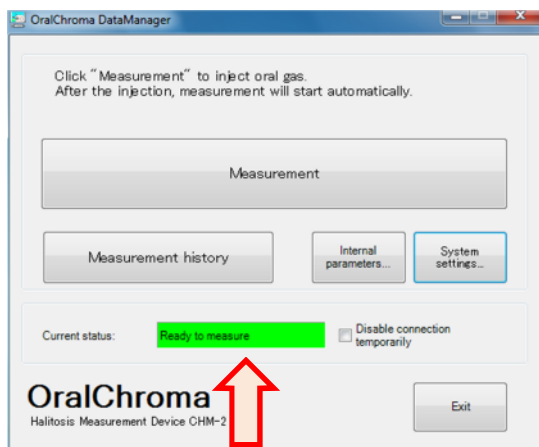 OralChroma DataManager
Click "Measurement" to inject oral gas.
After the injection, measurement will start automatically.
Measurement
Measurement history
Internal
parameters...
System
settings...
Current status:
Ready to measure
Disable connection
temporarily
OralChroma
Halitosis Measurement Device CHM-2
Exit